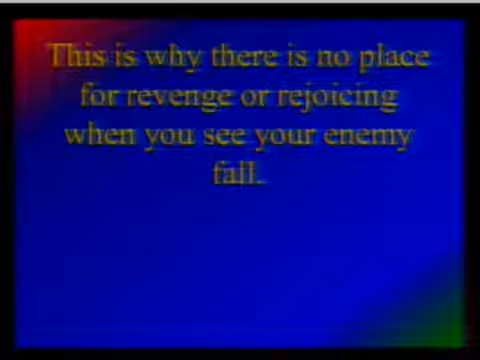 This is why there is no place
for revenge or rejoicing
when you see your enemy
fall.